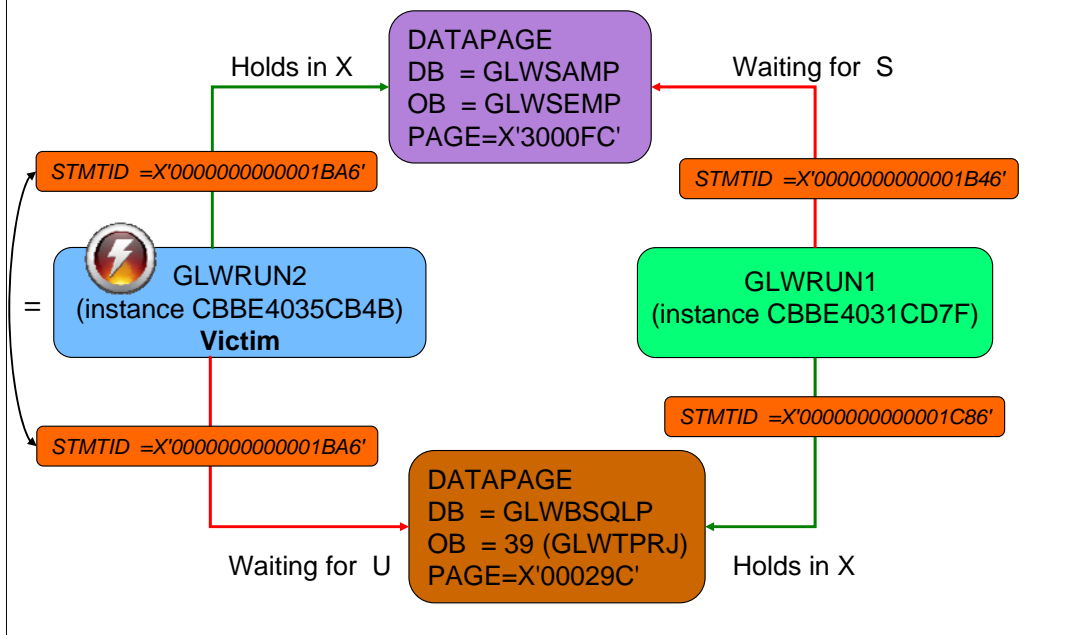 DATAPAGE
DB = GLWSAMP
OB = GLWSEMP
PAGE=X'3000FC'
Holds in X
Waiting for S
STMTID =X'0000000000001BA6'
STMTID =X'0000000000001B46'
GLWRUN2
(instance CBBE4035CB4B)
Victim
GLWRUN1
(instance CBBE4031CD7F)
=
STMTID =X'0000000000001BA6'
STMTID =X'0000000000001C86'
DATAPAGE
DB = GLWBSQLP
OB = 39 (GLWTPRJ)
PAGE=X'00029C'
Waiting for U
Holds in X